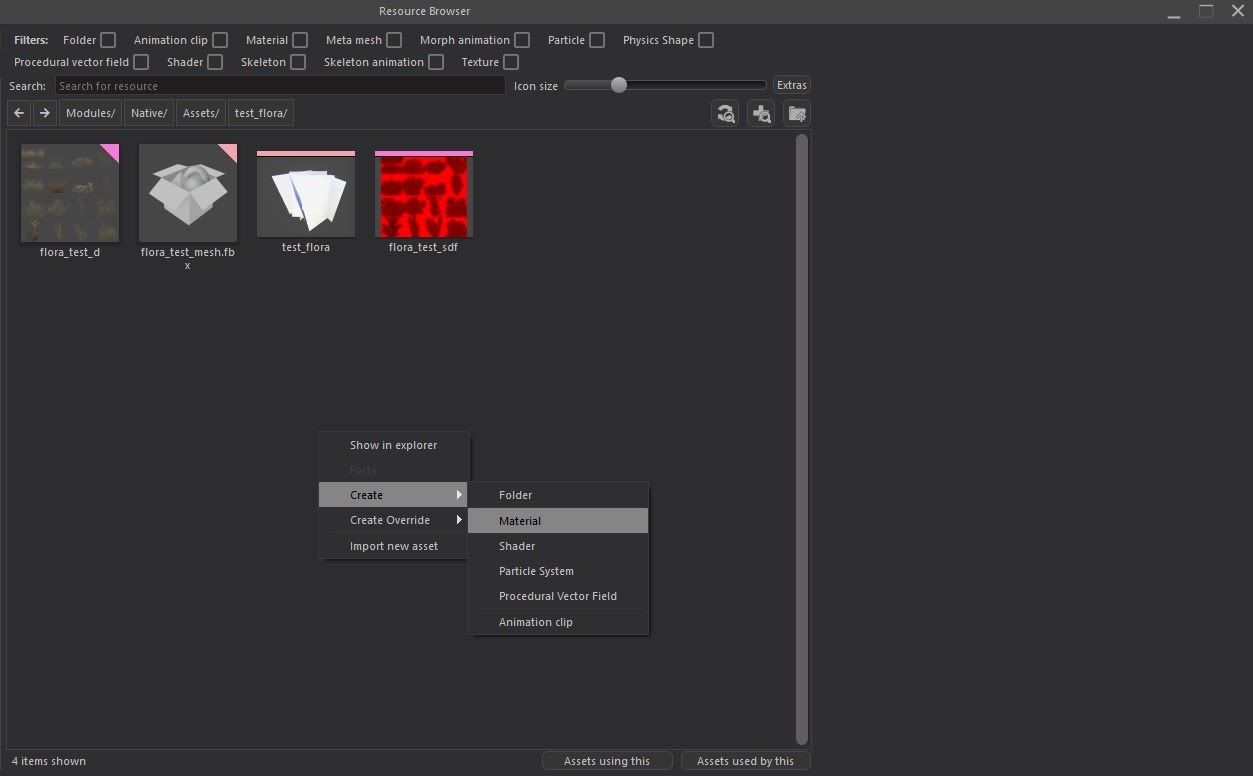 Resource Browser
Filters: Folder Animation clip Material Meta mesh Morph animation Particle Physics Shape
Procedural vector field Shader Skeleton Skeleton animation Texture
Search: Search for resource Icon size Extras
Modules/ Native/ Assets/ test_flora/
flora_test_d flora_test_mesh.fb
x
test_flora flora_test_sdf
Show in explorer
Paste
Create
Create Override
Import new asset
Folder
Material
Shader
Particle System
Procedural Vector Field
Animation clip
4 items shown Assets using this Assets used by this